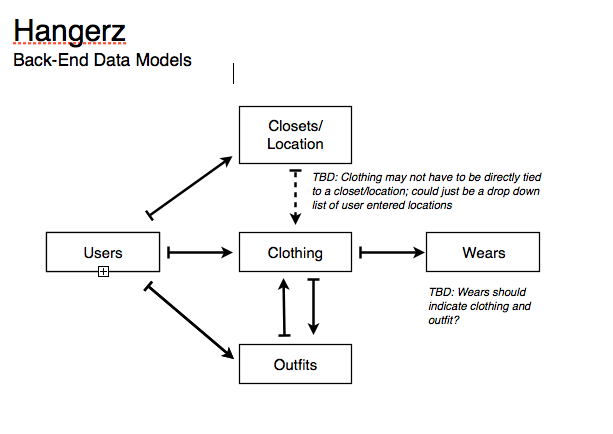 Hangerz
Back-End Data Models
Closets/
Location
TBD: Clothing may not have to be directly tied
to a closet/location; could just be a drop down
list of user entered locations
Users
Clothing
Wears
TBD: Wears should
indicate clothing and
outfit?
Outfits